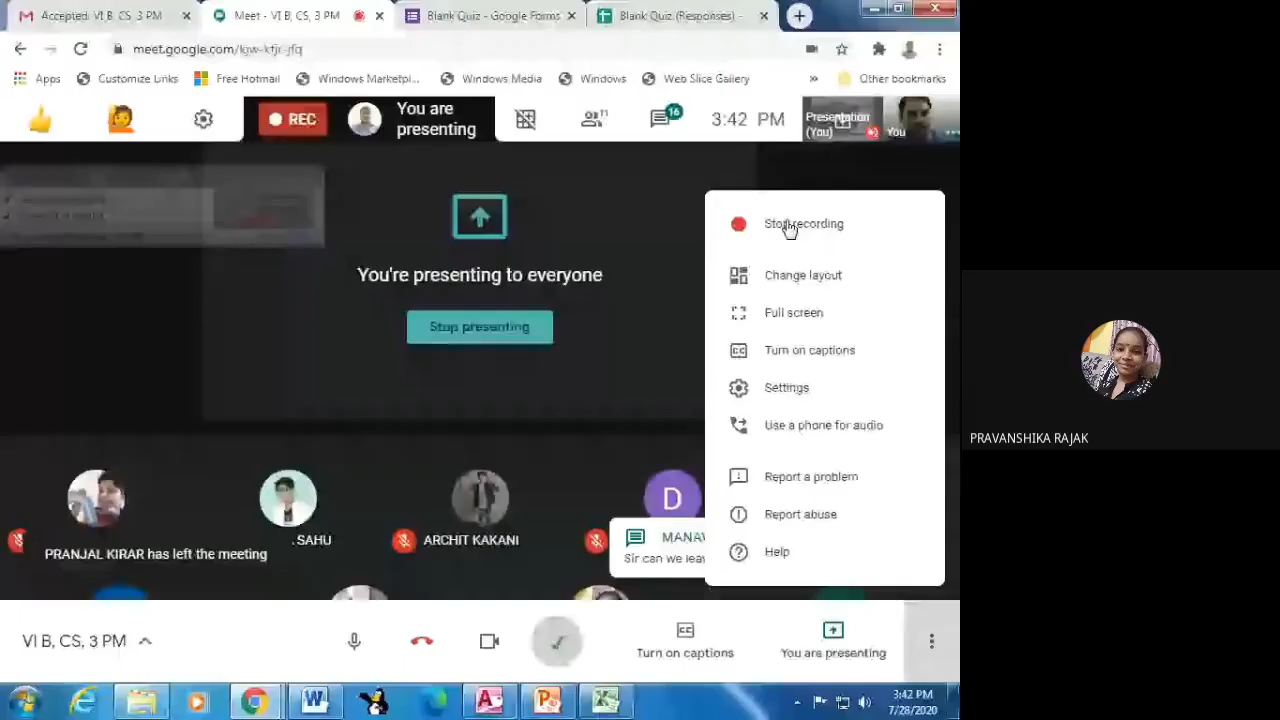 Accepted: VI B, CS, 3 PM
Meet - VI B, CS, 3 PM
Blank Quiz - Google Forms
Blank Quiz (Responses) -
meet.google.com/kjw-kfjt-jfq
Apps
Customize Links
Free Hotmail
Windows Marketpl...
Windows Media
Windows
Web Slice Gallery
»
Other bookmarks
REC
You are presenting
11
16
3:42 PM
Presentation (You)
You
You're presenting to everyone
Stop presenting
Stop recording
Change layout
Full screen
Turn on captions
Settings
Use a phone for audio
Report a problem
Report abuse
Help
PRAVANSHIKA RAJAK
D
. SAHU
ARCHIT KAKANI
MANAV
PRANJAL KIRAR has left the meeting
Sir can we leav
VI B, CS, 3 PM
Turn on captions
You are presenting
3:42 PM
7/28/2020